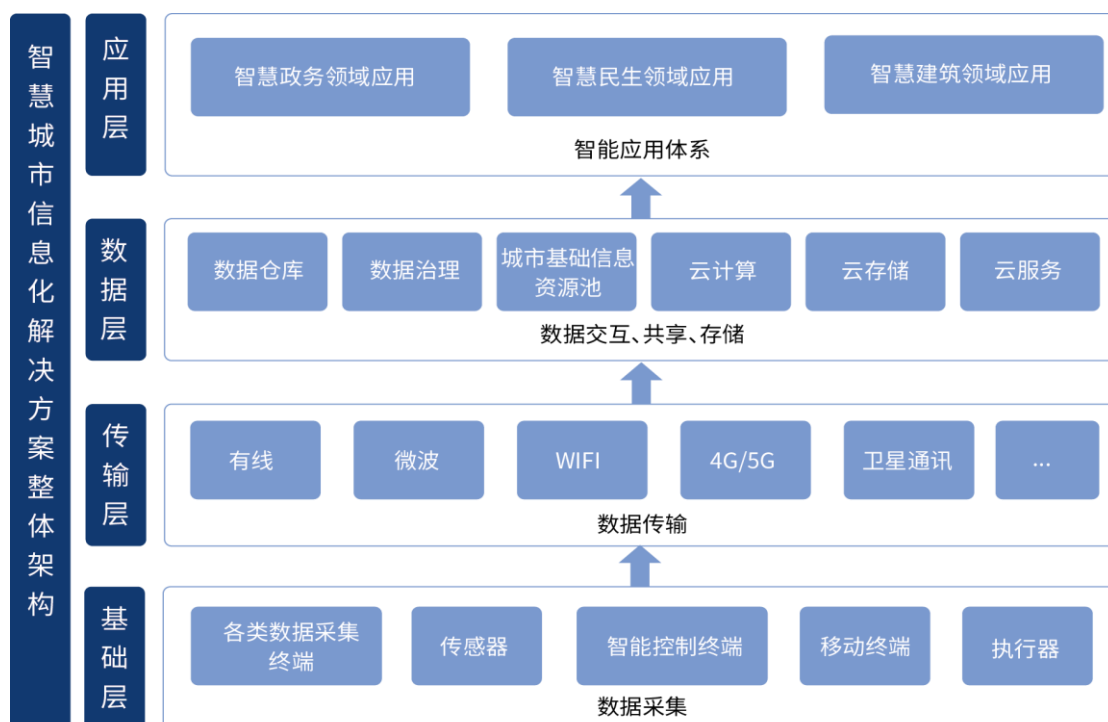 智慧城市信息化解决方案整体架构
应用层
智慧政务领域应用
智慧民生领域应用
智慧建筑领域应用
智能应用体系
数据层
数据仓库
数据治理
城市基础信息
资源池
云计算
云存储
云服务
数据交互、共享、存储
传输层
有线
微波
WIFI
4G/5G
卫星通讯
...
数据传输
基础层
各类数据采集
终端
传感器
智能控制终端
移动终端
执行器
数据采集